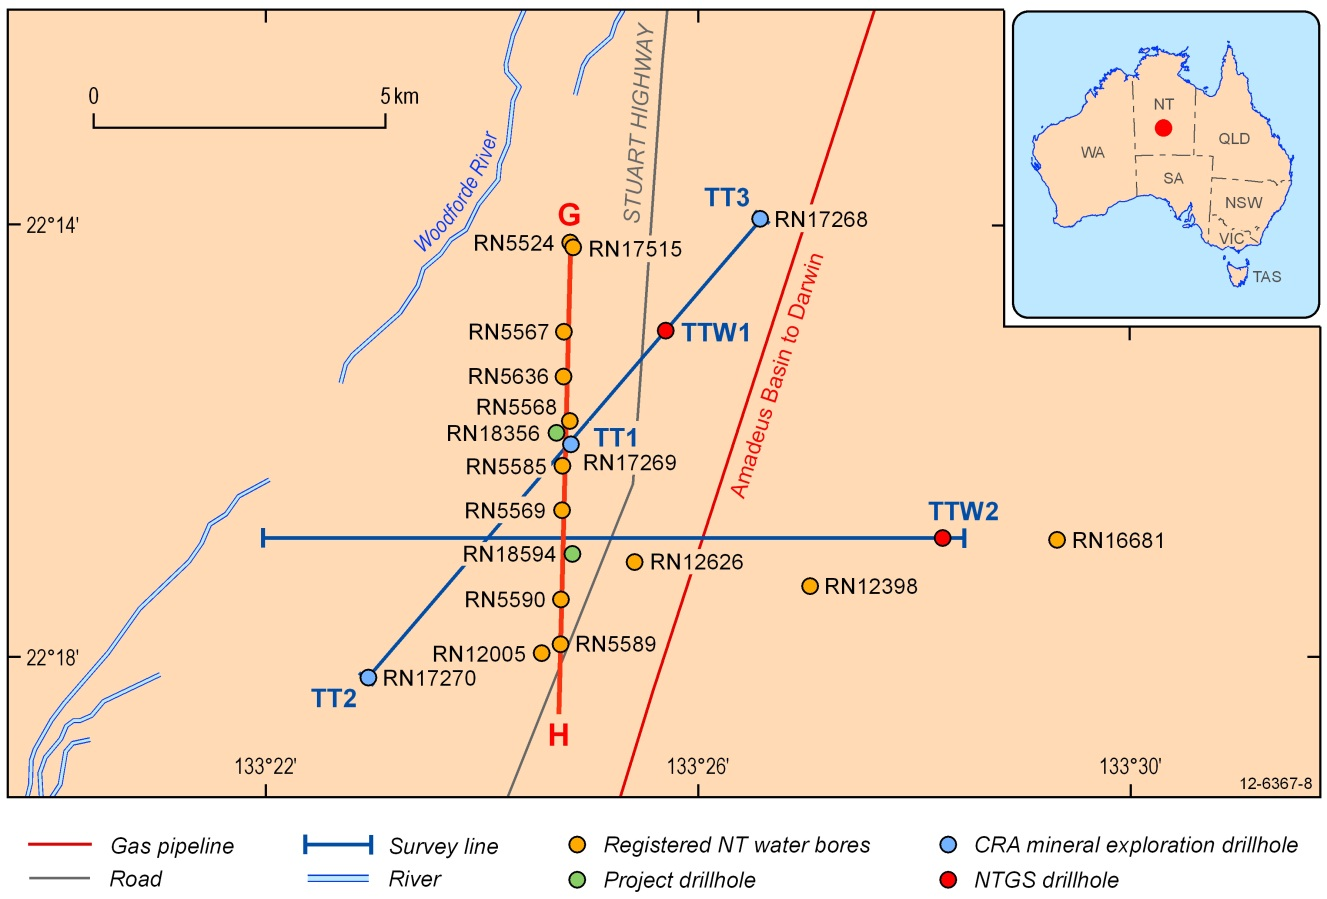 0
5 km
Woodforde River
STUART HIGHWAY
NT
WA
QLD
SA
NSW
VIC
TAS
22°14'
G
TT3
RN17268
RN5524
RN17515
RN5567
TTW1
RN5636
Amadeus Basin to Darwin
RN5568
RN18356
TT1
RN5585
RN17269
RN5569
TTW2
RN18594
RN12626
RN16681
RN12398
RN5590
RN5589
RN12005
22°18'
RN17270
TT2
H
133°22'
133°26'
133°30'
12-6367-8
Gas pipeline
Survey line
Registered NT water bores
CRA mineral exploration drillhole
Road
River
Project drillhole
NTGS drillhole